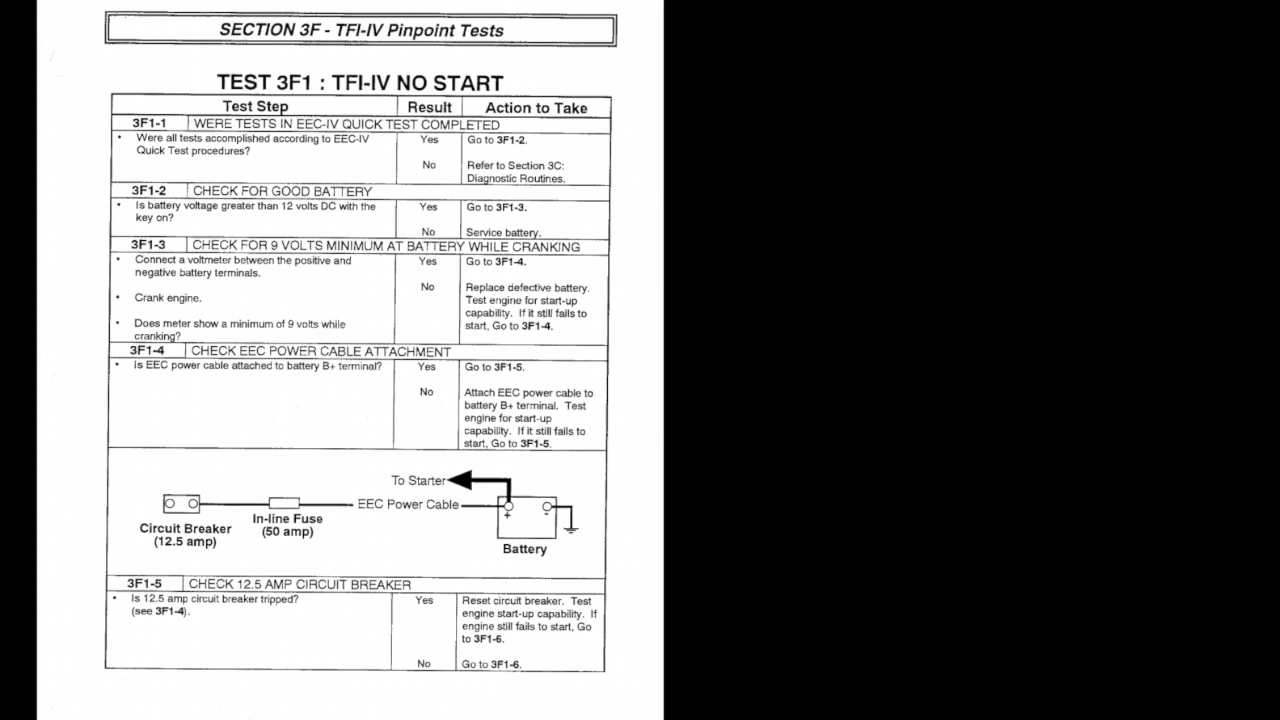 SECTION 3F - TFI-IV Pinpoint Tests
TEST 3F1 : TFI-IV NO START
Test Step Result Action to Take
3F1-1 WERE TESTS IN EEC-IV QUICK TEST COMPLETED
• Were all tests accomplished according to EEC-IV Yes Go to 3F1-2.
Quick Test procedures?
No Refer to Section 3C:
Diagnostic Routines.
3F1-2 CHECK FOR GOOD BATTERY
• Is battery voltage greater than 12 volts DC with the Yes Go to 3F1-3.
key on?
No Service battery.
3F1-3 CHECK FOR 9 VOLTS MINIMUM AT BATTERY WHILE CRANKING
• Connect a voltmeter between the positive and Yes Go to 3F1-4.
negative battery terminals.
No Replace defective battery.
• Crank engine. Test engine for start-up
capability. If it still fails to
• Does meter show a minimum of 9 volts while start, Go to 3F1-4.
cranking?
3F1-4 CHECK EEC POWER CABLE ATTACHMENT
• Is EEC power cable attached to battery B+ terminal? Yes Go to 3F1-5.
No Attach EEC power cable to
battery B+ terminal. Test
engine for start-up
capability. If it still fails to
start, Go to 3F1-5.
To Starter
EEC Power Cable
+ -
Circuit Breaker
(12.5 amp)
In-line Fuse
(50 amp)
Battery
3F1-5 CHECK 12.5 AMP CIRCUIT BREAKER
• Is 12.5 amp circuit breaker tripped? Yes Reset circuit breaker. Test
(see 3F1-4). engine start-up capability. If
engine still fails to start, Go
to 3F1-6.
No Go to 3F1-6.